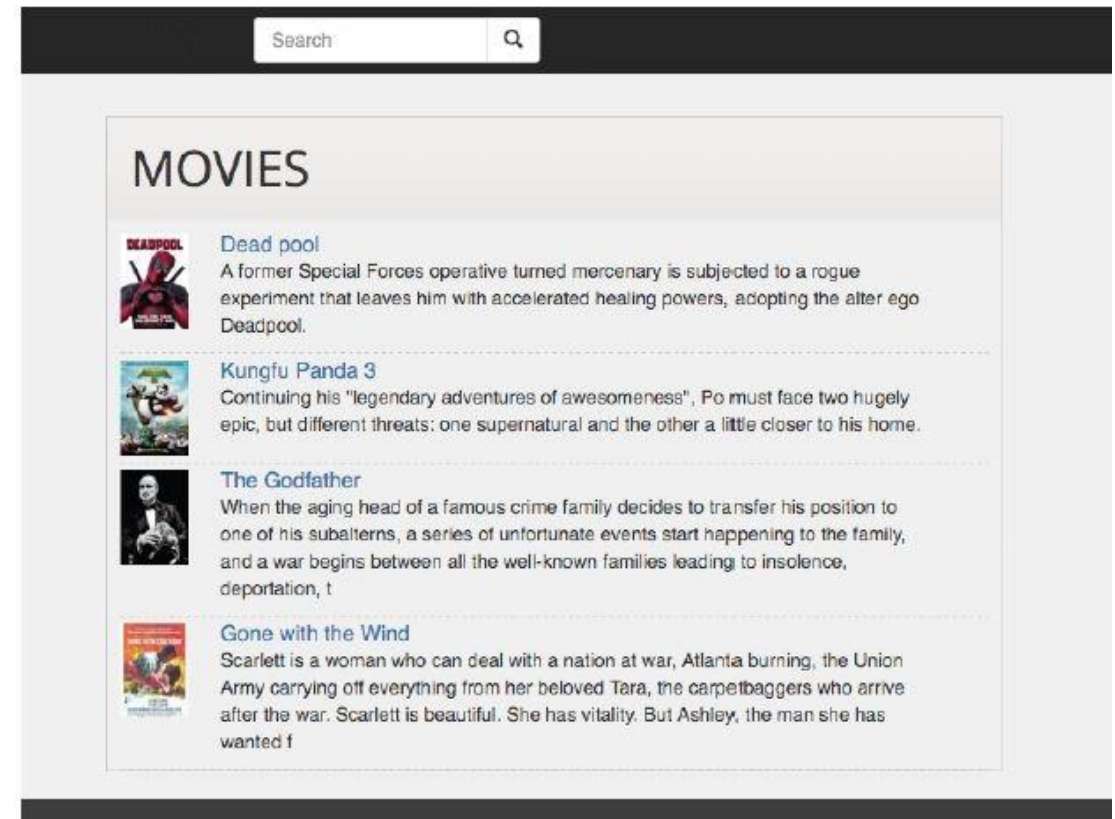 Search
MOVIES
DEADPOOL
Dead pool
A former Special Forces operative turned mercenary is subjected to a rogue
experiment that leaves him with accelerated healing powers, adopting the alter ego
Deadpool.
Kungfu Panda 3
Continuing his "legendary adventures of awesomeness", Po must face two hugely
epic, but different threats: one supernatural and the other a little closer to his home.
The Godfather
When the aging head of a famous crime family decides to transfer his position to
one of his subalterns, a series of unfortunate events start happening to the family,
and a war begins between all the well-known families leading to insolence,
deportation, t
Gone with the Wind
Scarlett is a woman who can deal with a nation at war, Atlanta burning, the Union
Army carrying off everything from her beloved Tara, the carpetbaggers who arrive
after the war. Scarlett is beautiful. She has vitality. But Ashley, the man she has
wanted f